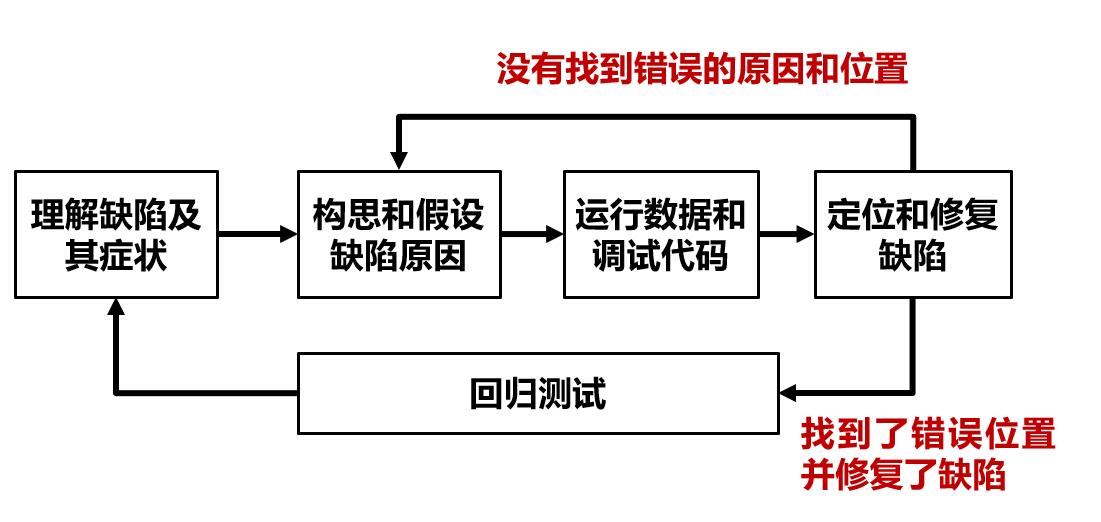 没有找到错误的原因和位置
理解缺陷及
其症状
构思和假设
缺陷原因
运行数据和
调试代码
定位和修复
缺陷
回归测试
找到了错误位置
并修复了缺陷